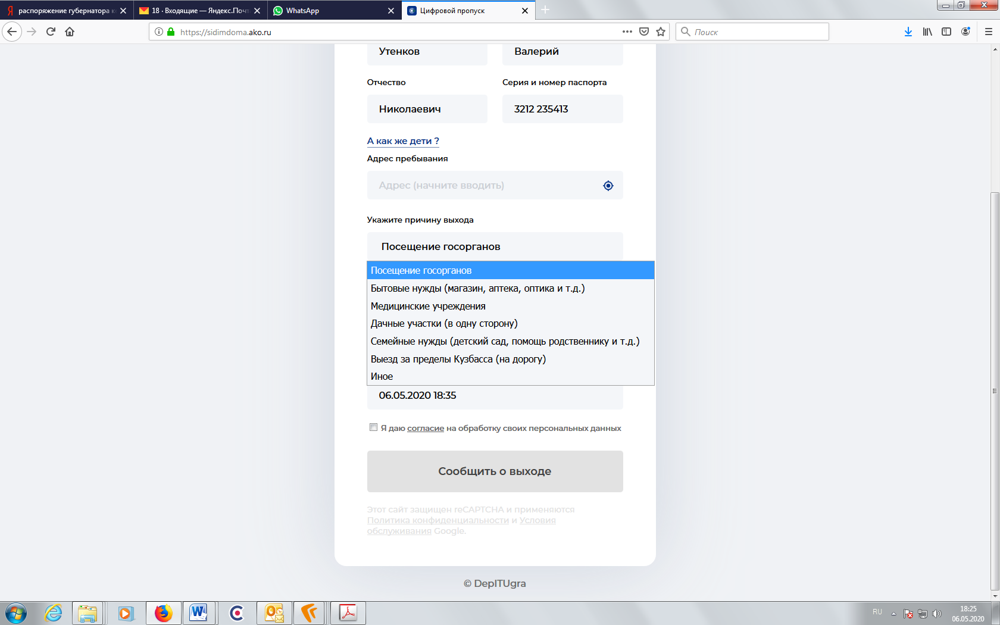 распоряжение губернатора к
18 · Входящие — Яндекс.Почт
WhatsApp
Цифровой пропуск
https://sidimdoma.ako.ru
Поиск
Утенков
Валерий
Отчество
Серия и номер паспорта
Николаевич
3212 235413
А как же дети ?
Адрес пребывания
Адрес (начните вводить)
Укажите причину выхода
Посещение госорганов
Посещение госорганов
Бытовые нужды (магазин, аптека, оптика и т.д.)
Медицинские учреждения
Дачные участки (в одну сторону)
Семейные нужды (детский сад, помощь родственнику и т.д.)
Выезд за пределы Кузбасса (на дорогу)
Иное
06.05.2020 18:35
Я даю согласие на обработку своих персональных данных
Сообщить о выходе
Этот сайт защищен reCAPTCHA и применяются
Политика конфиденциальности и Условия
обслуживания Google.
© DepITUgra
RU
18:25
06.05.2020